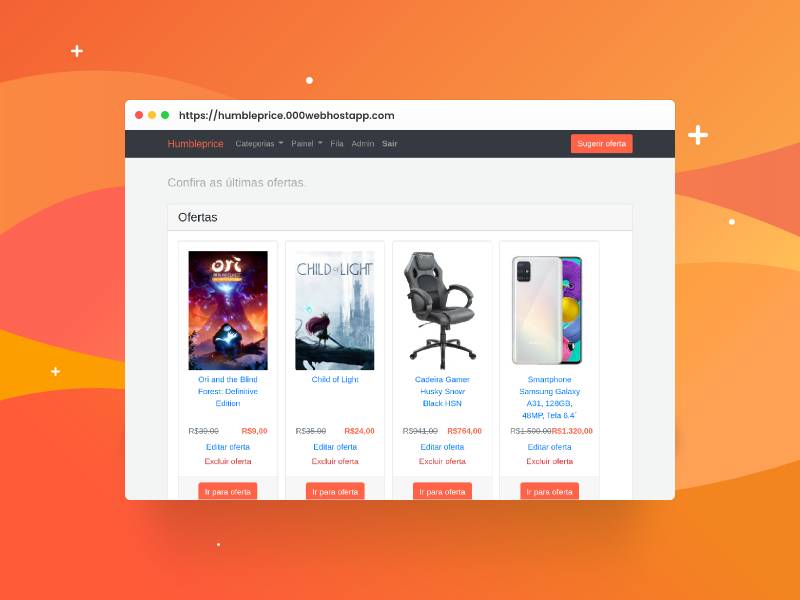 https://humbleprice.000webhostapp.com
Humbleprice Categorias Painel Fila Admin Sair Sugerir oferta
Confira as últimas ofertas.
Ofertas
ori
CHILD of LIGHT
Ori and the Blind
Forest: Definitive
Edition
R$39,00 R$9,00
Editar oferta
Excluir oferta
Ir para oferta
Child of Light
R$35,00 R$24,00
Editar oferta
Excluir oferta
Ir para oferta
Cadeira Gamer
Husky Snow
Black HSN
R$941,00 R$764,00
Editar oferta
Excluir oferta
Ir para oferta
Smartphone
Samsung Galaxy
A31, 128GB,
48MP, Tela 6.4´
R$1.500,00 R$1.320,00
Editar oferta
Excluir oferta
Ir para oferta